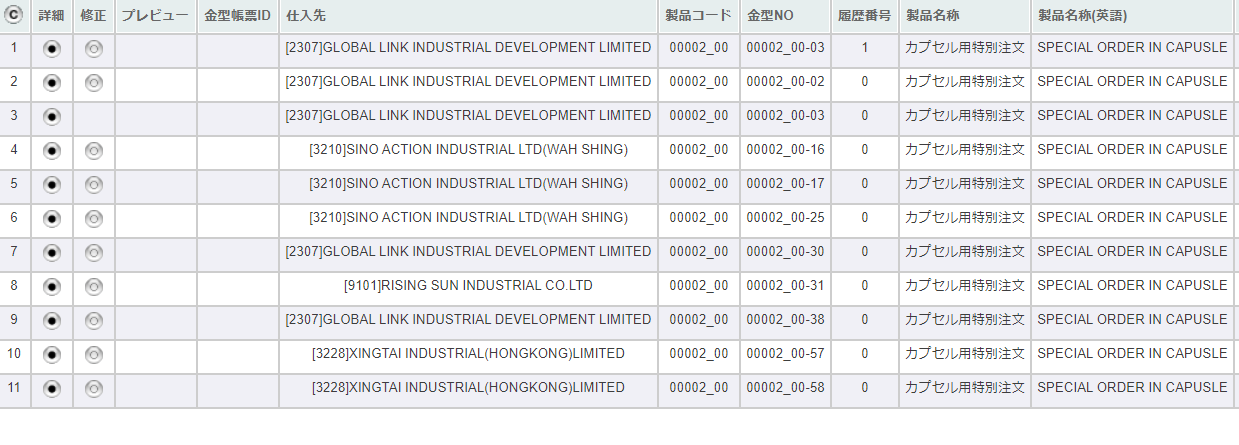 C 詳細 修正 プレビュー 金型帳票ID 仕入先 製品コード 金型NO 履歴番号 製品名称 製品名称(英語)
1 [2307]GLOBAL LINK INDUSTRIAL DEVELOPMENT LIMITED 00002_00 00002_00-03 1 カプセル用特別注文 SPECIAL ORDER IN CAPUSLE
2 [2307]GLOBAL LINK INDUSTRIAL DEVELOPMENT LIMITED 00002_00 00002_00-02 0 カプセル用特別注文 SPECIAL ORDER IN CAPUSLE
3 [2307]GLOBAL LINK INDUSTRIAL DEVELOPMENT LIMITED 00002_00 00002_00-03 0 カプセル用特別注文 SPECIAL ORDER IN CAPUSLE
4 [3210]SINO ACTION INDUSTRIAL LTD(WAH SHING) 00002_00 00002_00-16 0 カプセル用特別注文 SPECIAL ORDER IN CAPUSLE
5 [3210]SINO ACTION INDUSTRIAL LTD(WAH SHING) 00002_00 00002_00-17 0 カプセル用特別注文 SPECIAL ORDER IN CAPUSLE
6 [3210]SINO ACTION INDUSTRIAL LTD(WAH SHING) 00002_00 00002_00-25 0 カプセル用特別注文 SPECIAL ORDER IN CAPUSLE
7 [2307]GLOBAL LINK INDUSTRIAL DEVELOPMENT LIMITED 00002_00 00002_00-30 0 カプセル用特別注文 SPECIAL ORDER IN CAPUSLE
8 [9101]RISING SUN INDUSTRIAL CO.LTD 00002_00 00002_00-31 0 カプセル用特別注文 SPECIAL ORDER IN CAPUSLE
9 [2307]GLOBAL LINK INDUSTRIAL DEVELOPMENT LIMITED 00002_00 00002_00-38 0 カプセル用特別注文 SPECIAL ORDER IN CAPUSLE
10 [3228]XINGTAI INDUSTRIAL(HONGKONG)LIMITED 00002_00 00002_00-57 0 カプセル用特別注文 SPECIAL ORDER IN CAPUSLE
11 [3228]XINGTAI INDUSTRIAL(HONGKONG)LIMITED 00002_00 00002_00-58 0 カプセル用特別注文 SPECIAL ORDER IN CAPUSLE